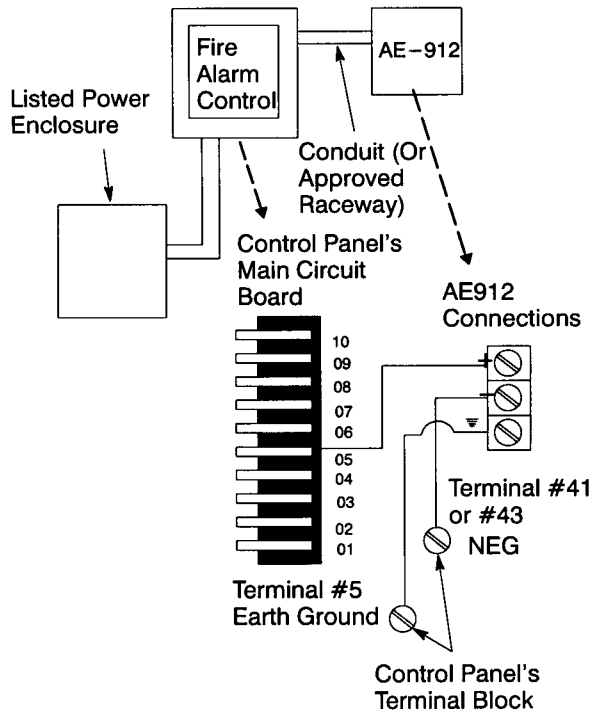 Fire
Alarm
Control
AE-912
Listed Power
Enclosure
Conduit (Or
Approved
Raceway)
Control Panel's
Main Circuit
Board
AE912
Connections
10
09
08
07
06
05
04
03
02
01
+
−
Terminal #41
or #43
NEG
Terminal #5
Earth Ground
Control Panel's
Terminal Block